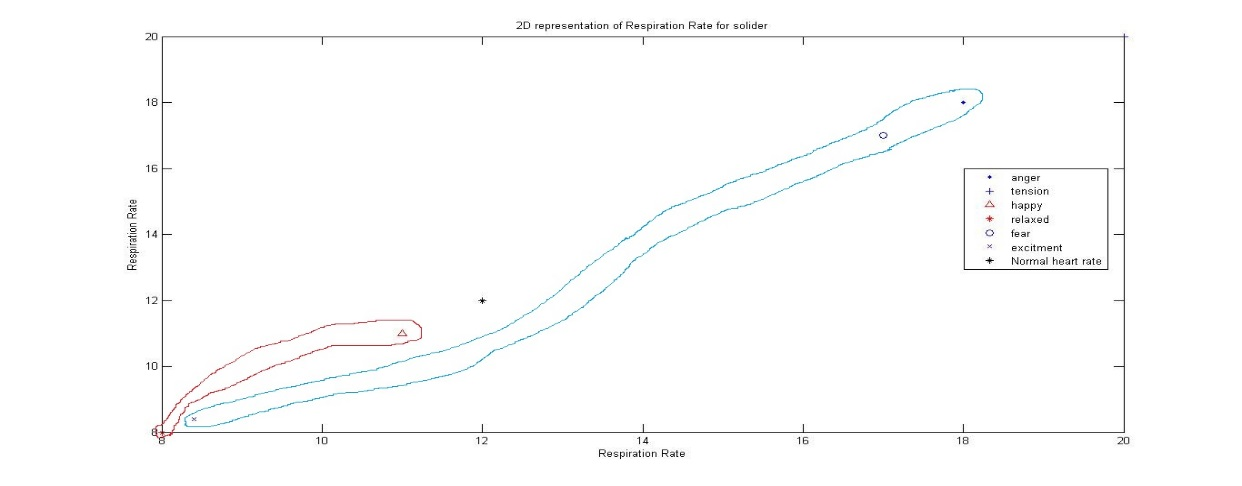 2D representation of Respiration Rate for solider
20
18
16
14
12
10
8
Respiration Rate
anger
tension
happy
relaxed
fear
excitment
Normal heart rate
8 10 12 14 16 18 20
Respiration Rate